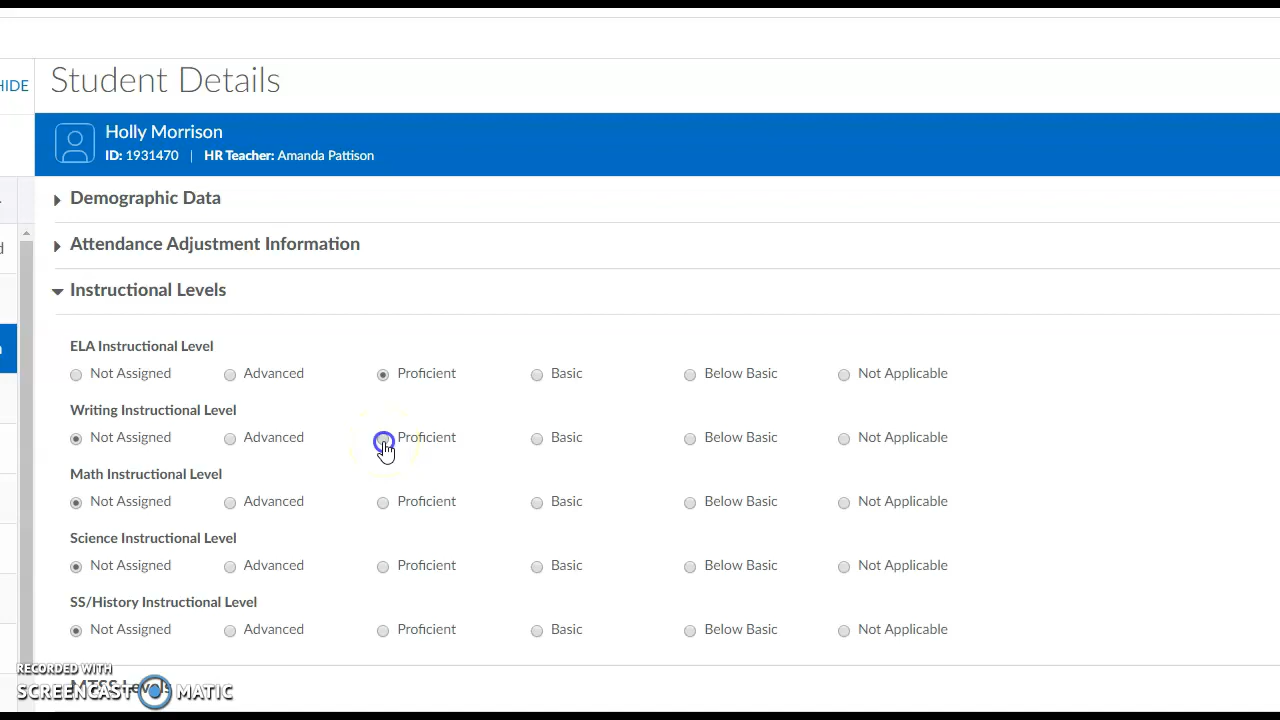 HIDE
Student Details
Holly Morrison
ID: 1931470 | HR Teacher: Amanda Pattison
Demographic Data
Attendance Adjustment Information
Instructional Levels
ELA Instructional Level
Not Assigned Advanced Proficient Basic Below Basic Not Applicable
Writing Instructional Level
Not Assigned Advanced Proficient Basic Below Basic Not Applicable
Math Instructional Level
Not Assigned Advanced Proficient Basic Below Basic Not Applicable
Science Instructional Level
Not Assigned Advanced Proficient Basic Below Basic Not Applicable
SS/History Instructional Level
Not Assigned Advanced Proficient Basic Below Basic Not Applicable
RECORDED WITH
MTSS Levels
SCREENCAST MATIC